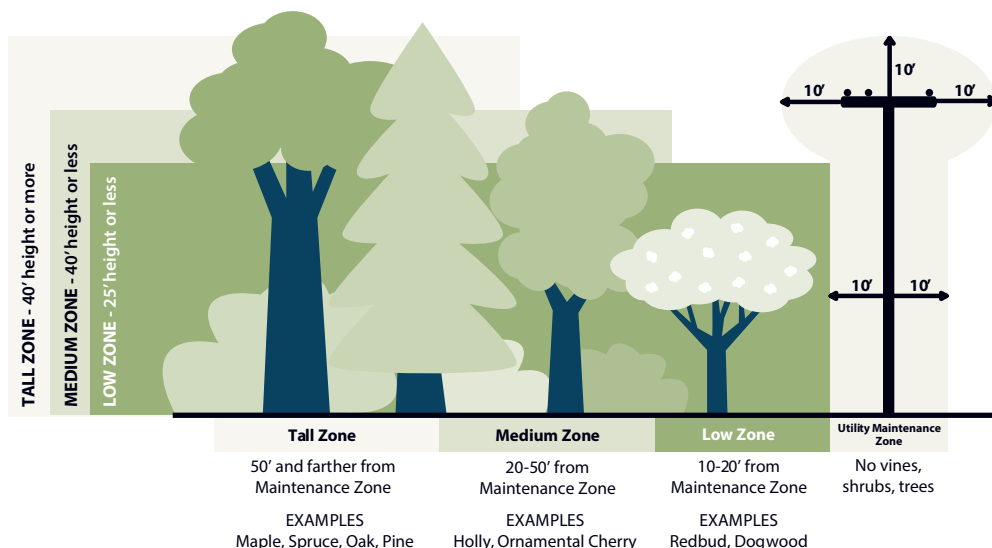 TALL ZONE - 40' height or more
MEDIUM ZONE - 40' height or less
LOW ZONE - 25' height or less
10'
10'
10'
10'
10'
Tall Zone
50' and farther from
Maintenance Zone
EXAMPLES
Maple, Spruce, Oak, Pine
Medium Zone
20-50' from
Maintenance Zone
EXAMPLES
Holly, Ornamental Cherry
Low Zone
10-20' from
Maintenance Zone
EXAMPLES
Redbud, Dogwood
Utility Maintenance
Zone
No vines,
shrubs, trees